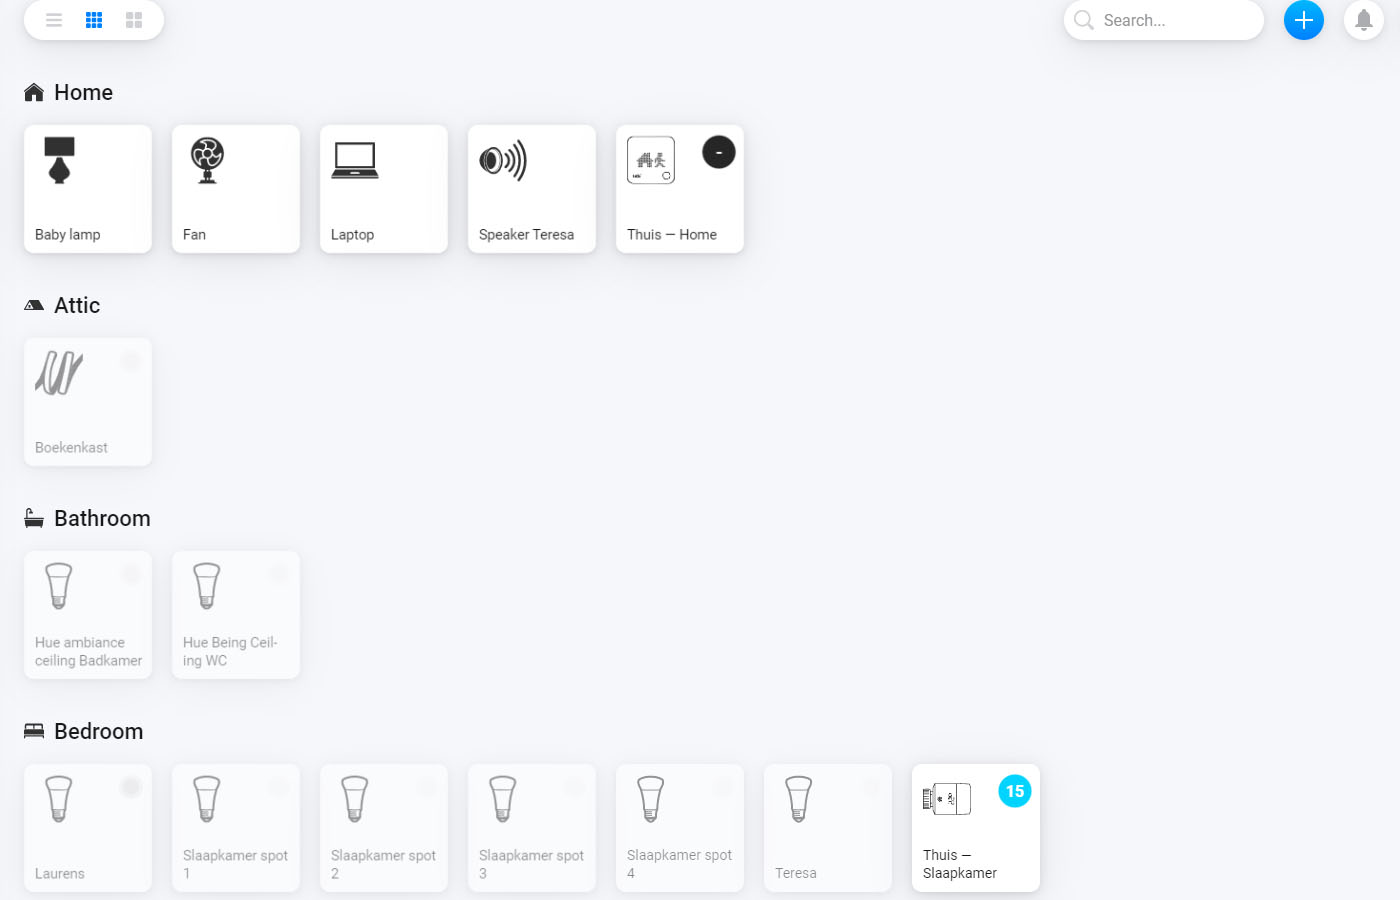 Search...
Home
Baby lamp
Fan
Laptop
Speaker Teresa
-
Thuis — Home
Attic
Boekenkast
Bathroom
Hue ambiance
ceiling Badkamer
Hue Being Ceil-
ing WC
Bedroom
Laurens
Slaapkamer spot
1
Slaapkamer spot
2
Slaapkamer spot
3
Slaapkamer spot
4
Teresa
15
Thuis —
Slaapkamer